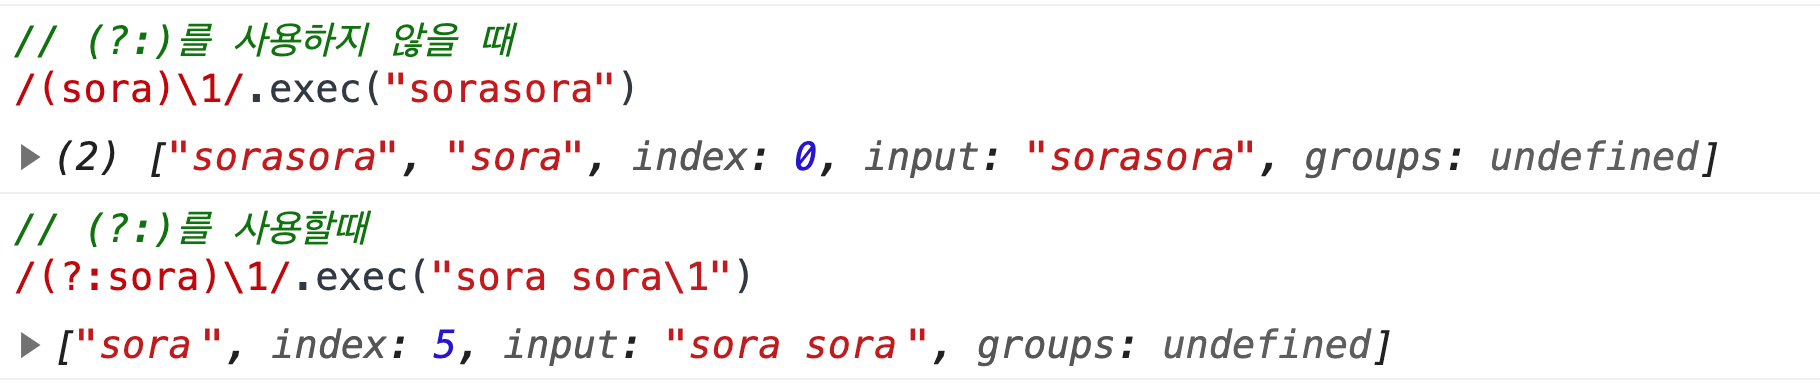 // (?:)를 사용하지 않을 때
/(sora)\1/.exec("sorasora")
▶ (2) ["sorasora", "sora", index: 0, input: "sorasora", groups: undefined]
// (?:)를 사용할때
/(?:sora)\1/.exec("sora sora\1")
▶ ["sora ", index: 5, input: "sora sora ", groups: undefined]